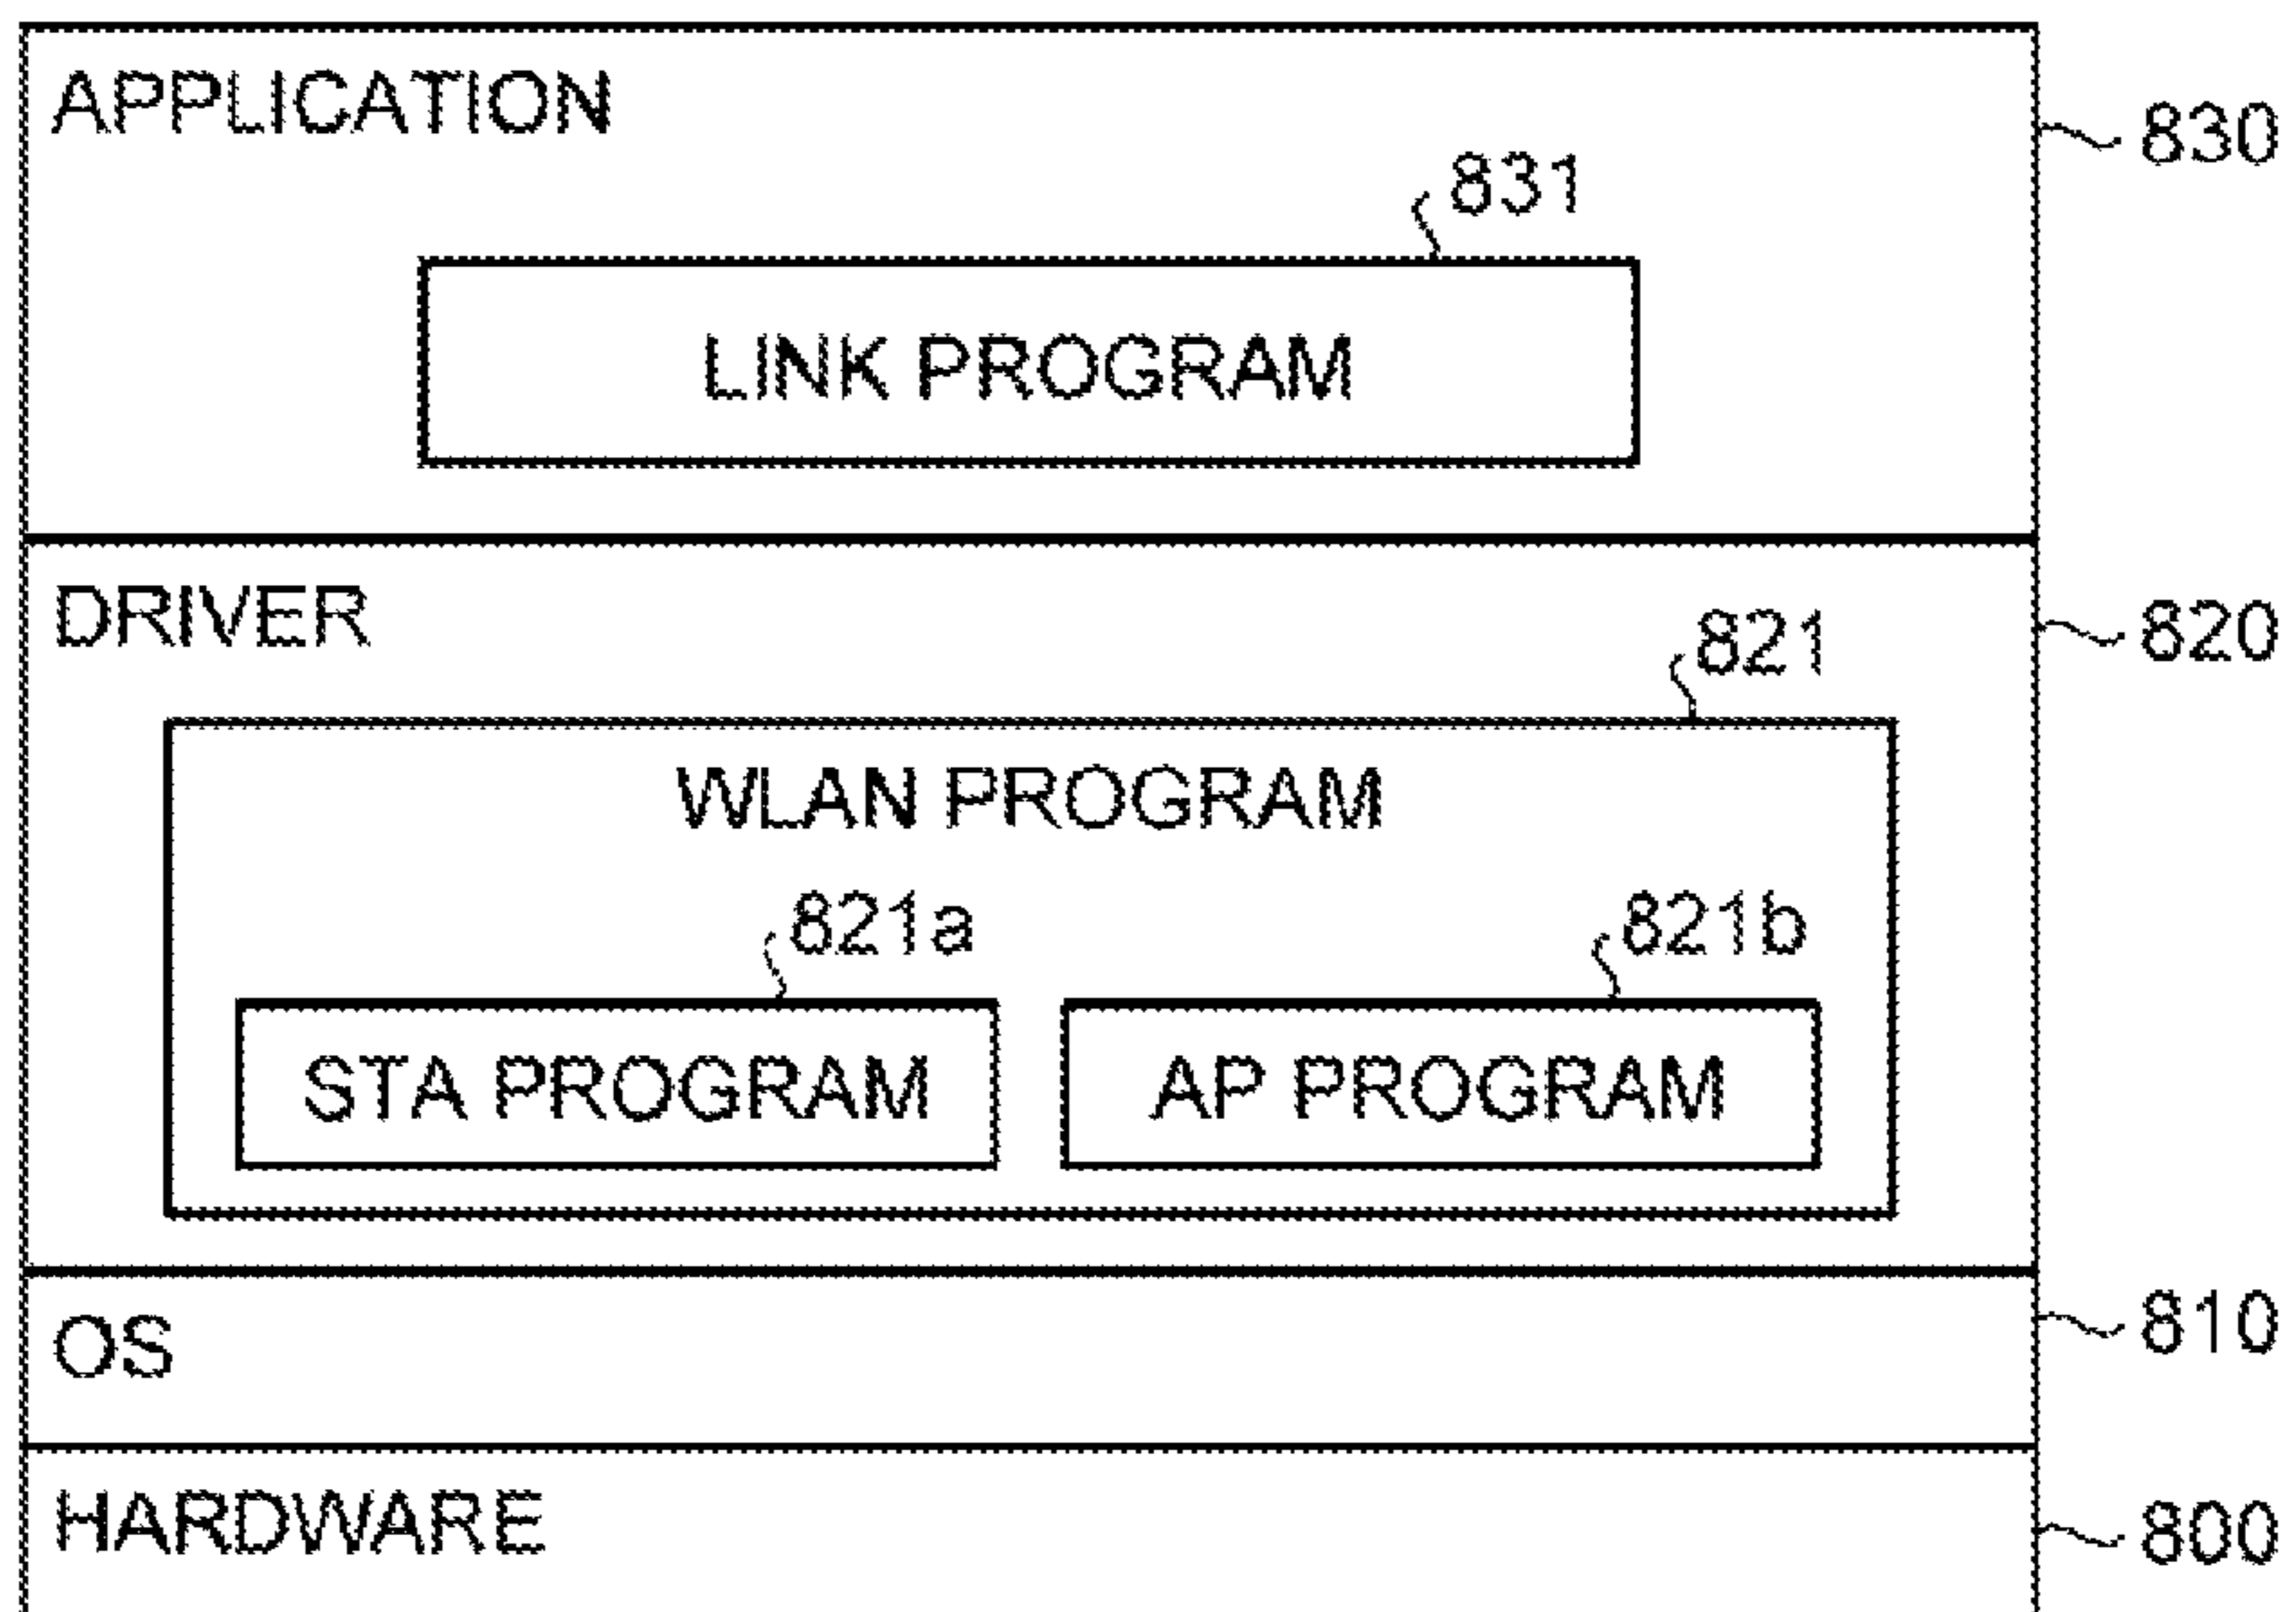 APPLICATION
830
831
LINK PROGRAM
DRIVER
820
821
WLAN PROGRAM
821a
821b
STA PROGRAM
AP PROGRAM
OS
810
HARDWARE
800